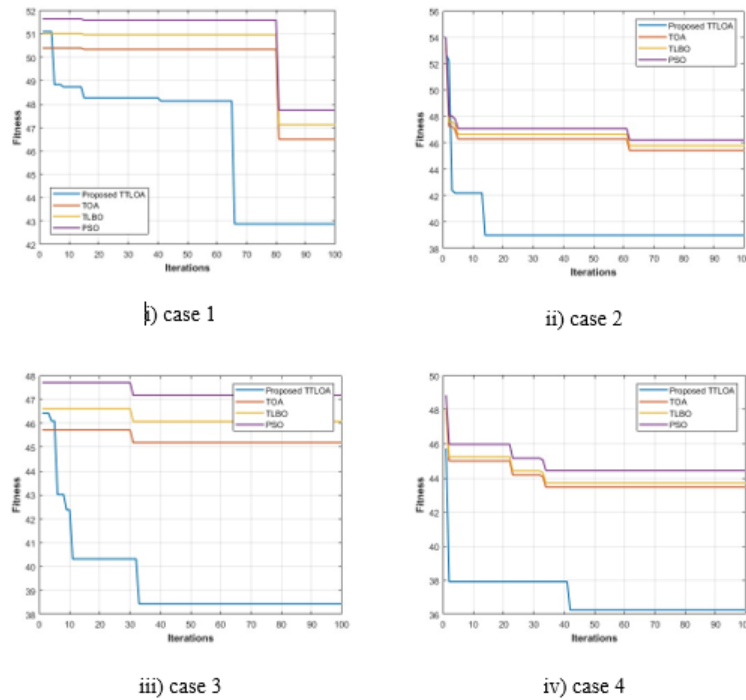 52
51
50
49
48
47
46
45
44
43
42
Fitness
Proposed TTLOA
TOA
TLBO
PSO
0 10 20 30 40 50 60 70 80 90 100
Iterations
i) case 1
56
54
52
50
48
46
44
42
40
38
Fitness
Proposed TTLOA
TOA
TLBO
PSO
0 10 20 30 40 50 60 70 80 90 100
Iterations
ii) case 2
48
47
46
45
44
43
42
41
40
39
38
Fitness
Proposed TTLOA
TOA
TLBO
PSO
0 10 20 30 40 50 60 70 80 90 100
Iterations
iii) case 3
50
48
46
44
42
40
38
36
Fitness
Proposed TTLOA
TOA
TLBO
PSO
0 10 20 30 40 50 60 70 80 90 100
Iterations
iv) case 4